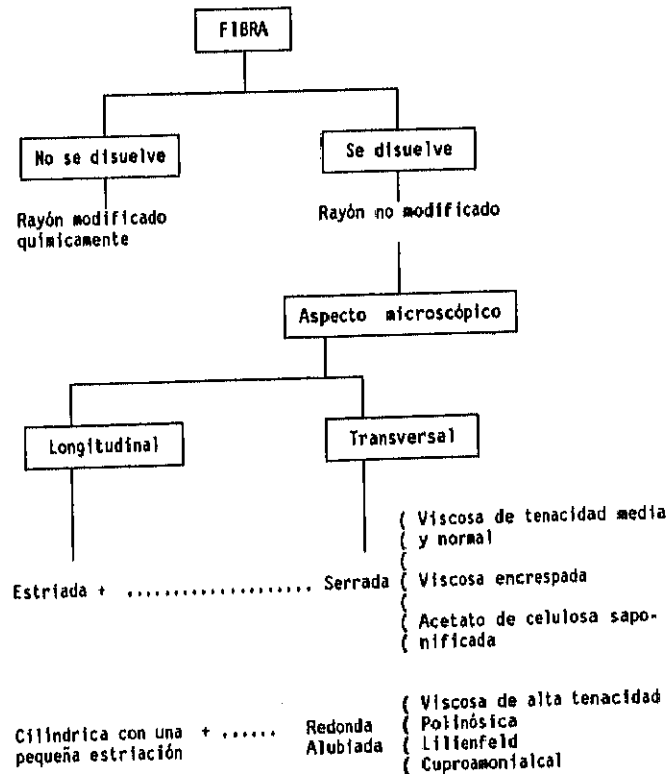 FIBRA
No se disuelve
Se disuelve
Rayón modificado
químicamente
Rayón no modificado
Aspecto microscópico
Longitudinal
Transversal
( Viscosa de tenacidad media
( y normal
(
Estriada + ..................... Serrada ( Viscosa encrespada
(
( Acetato de celulosa sapo-
( nificada
( Viscosa de alta tenacidad
Cilíndrica con una + ...... Redonda ( Polinósica
pequeña estriación Alubiada ( Lilienfeld
( Cuproamonialcal